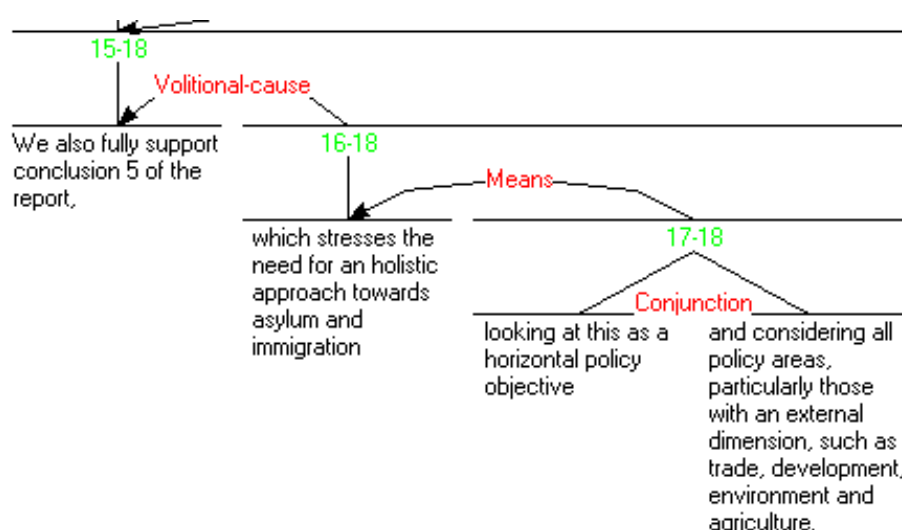 15-18
Volitional-cause
We also fully support
conclusion 5 of the
report,
16-18
Means
which stresses the
need for an holistic
approach towards
asylum and
immigration
17-18
Conjunction
looking at this as a
horizontal policy
objective
and considering all
policy areas,
particularly those
with an external
dimension, such as
trade, development,
environment and
agriculture.